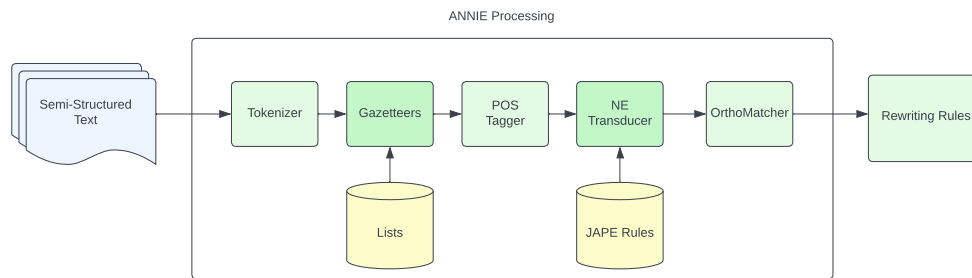 ANNIE Processing
Semi-Structured
Text
Tokenizer
Gazetteers
POS
Tagger
NE
Transducer
OrthoMatcher
Rewriting Rules
Lists
JAPE Rules